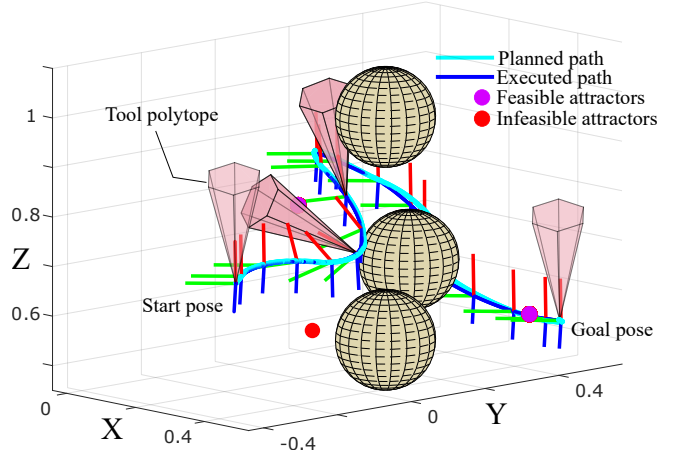 Planned path
Executed path
Feasible attractors
Infeasible attractors
Tool polytope
1
0.8
Z
0.6
Start pose
Goal pose
0
X
0.4
-0.4
0
Y
0.4